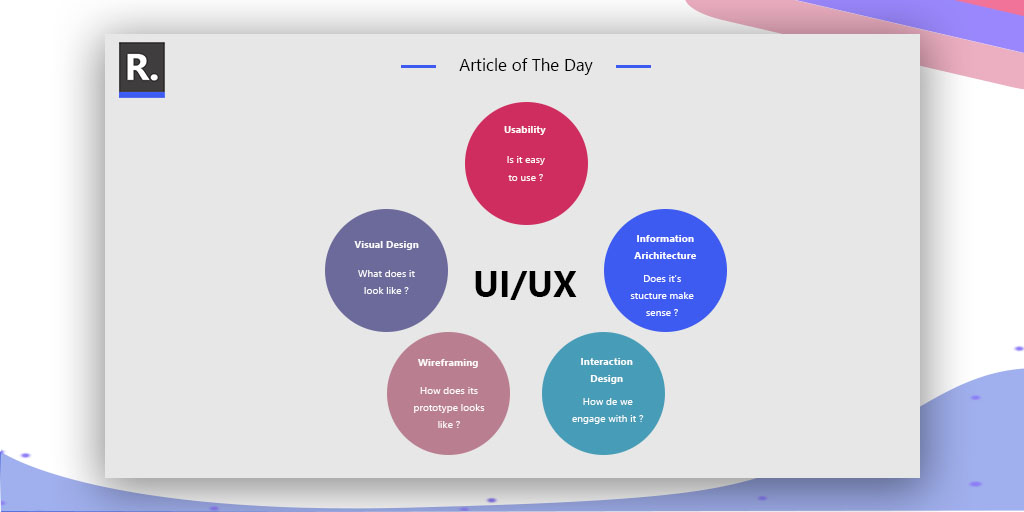 R.
Article of The Day
Usability
Is it easy
to use ?
Visual Design
What does it
look like ?
UI/UX
Information
Arichitecture
Does it's
stucture make
sense ?
Wireframing
How does its
prototype looks
like ?
Interaction
Design
How de we
engage with it ?